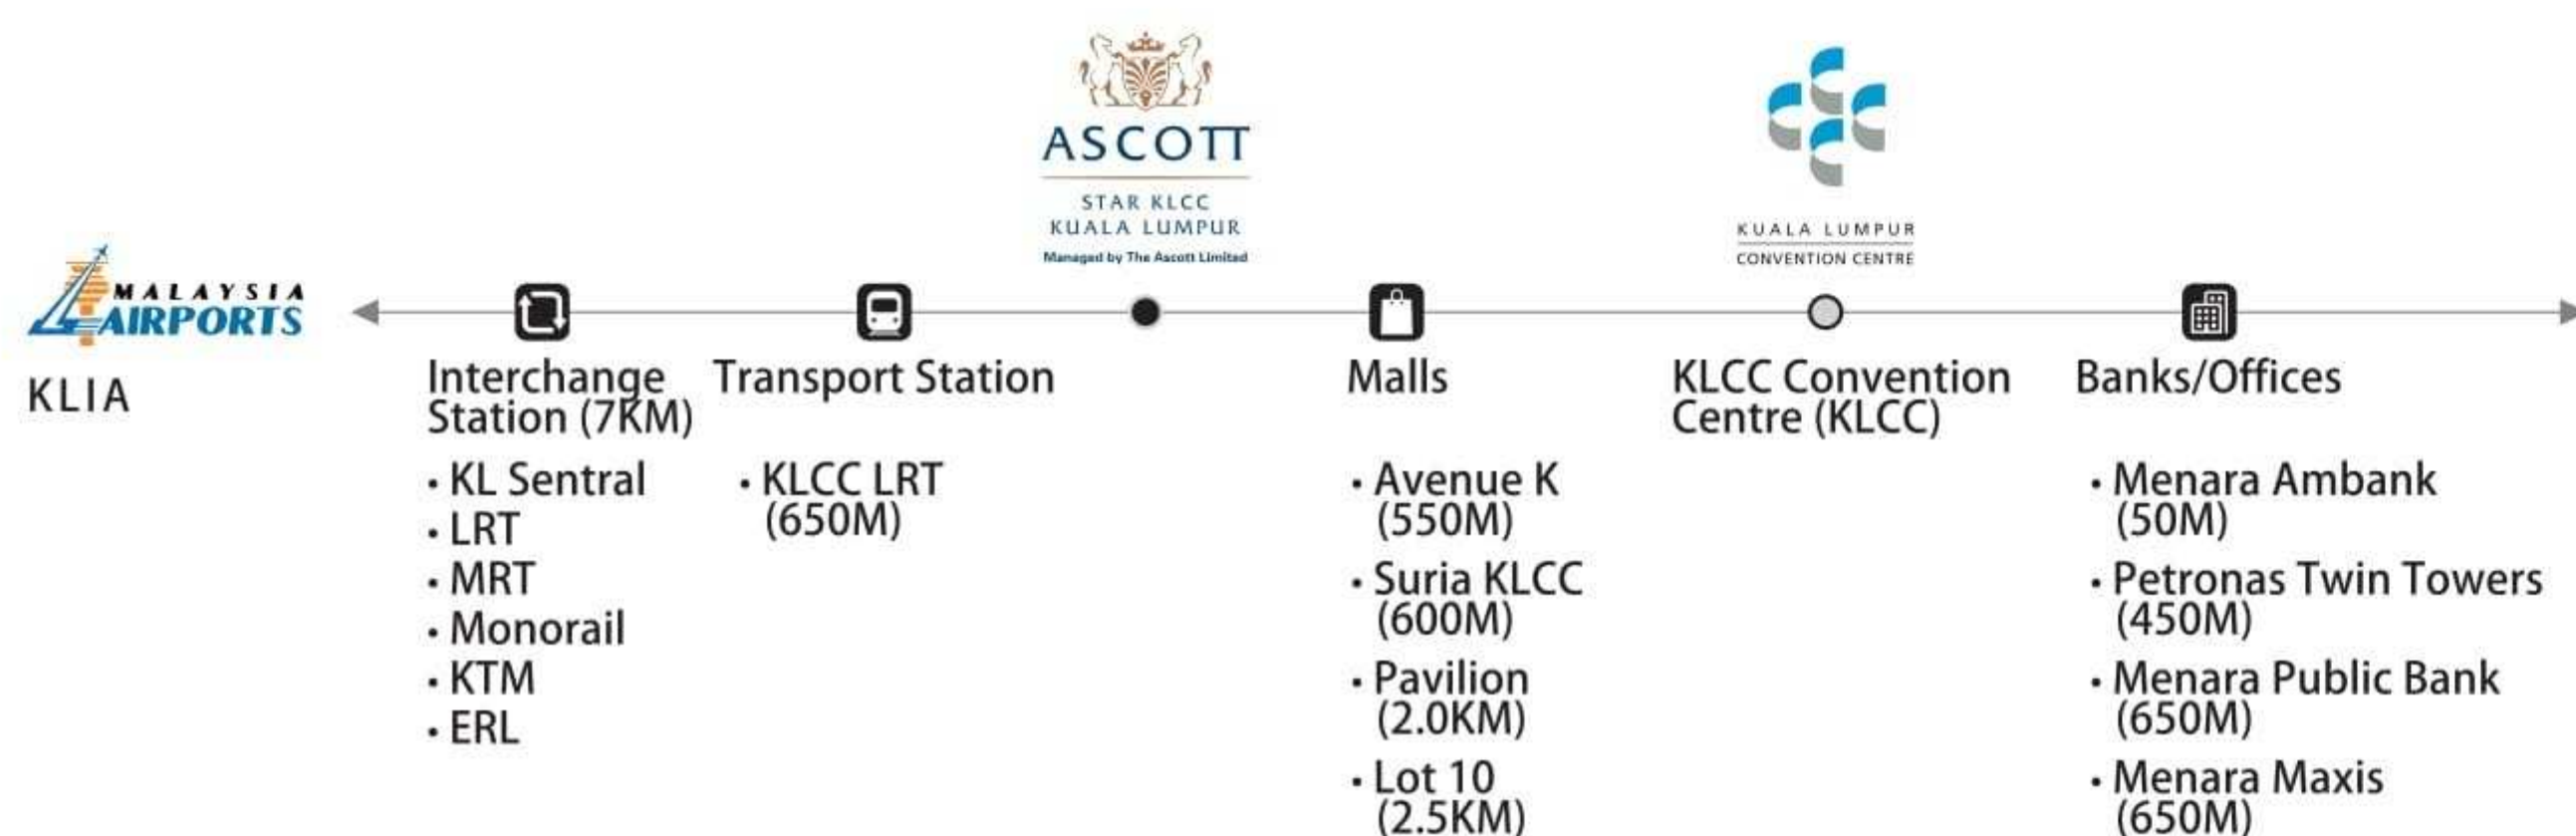 ASCOTT
STAR KLCC
KUALA LUMPUR
Managed by The Ascott Limited
KUALA LUMPUR
CONVENTION CENTRE
MALAYSIA
AIRPORTS
KLIA
Interchange
Station (7KM)
• KL Sentral
• LRT
• MRT
• Monorail
• KTM
• ERL
Transport Station
• KLCC LRT
(650M)
Malls
• Avenue K
(550M)
• Suria KLCC
(600M)
• Pavilion
(2.0KM)
• Lot 10
(2.5KM)
KLCC Convention
Centre (KLCC)
Banks/Offices
• Menara Ambank
(50M)
• Petronas Twin Towers
(450M)
• Menara Public Bank
(650M)
• Menara Maxis
(650M)